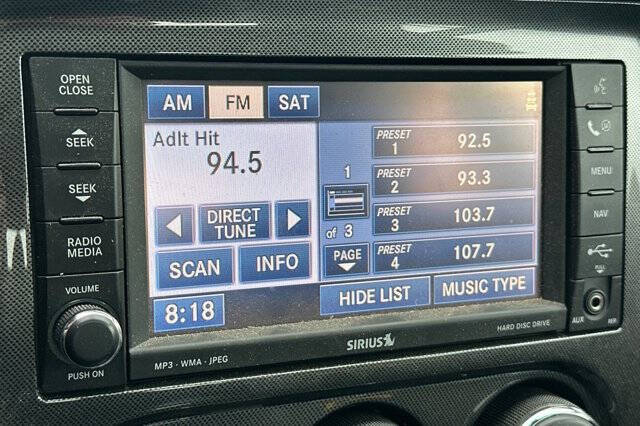 OPEN
CLOSE
SEEK
SEEK
RADIO
MEDIA
VOLUME
PUSH ON
AM FM SAT
Adlt Hit
94.5
DIRECT
TUNE
SCAN INFO
8:18
1
of 3
PAGE
PRESET
1 92.5
PRESET
2 93.3
PRESET
3 103.7
PRESET
4 107.7
HIDE LIST MUSIC TYPE
MP3 - WMA - JPEG
SIRIUS
HARD DISC DRIVE
MENU
NAV
PULL
AUX